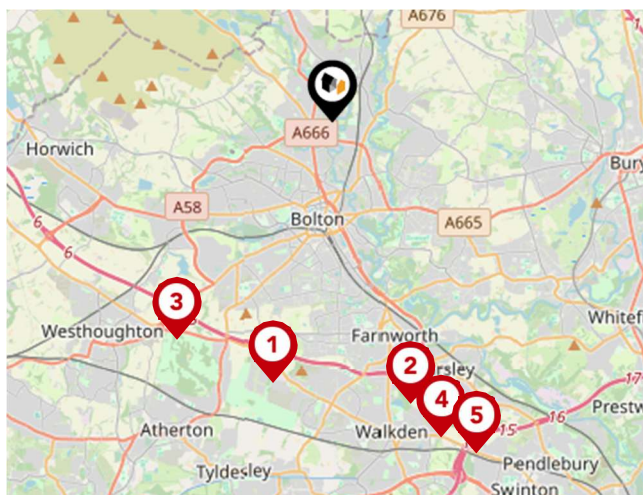 A676
A666
Horwich
Bury
A58
Bolton
A665
6
6
3
Westhoughton
Farnworth
Whitef
1
2
rsley
17
4
5
Prestw
16
15
Atherton
Walkden
Pendlebury
Tyldesley
Swinton